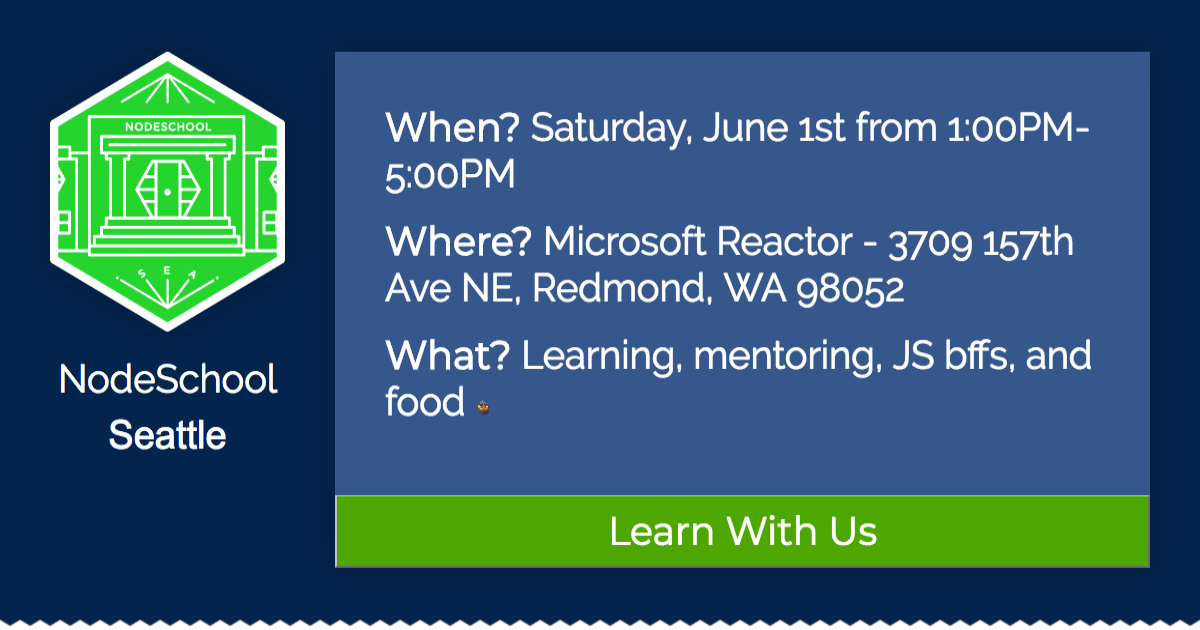 NODESCHOOL
SEA
NodeSchool
Seattle
When? Saturday, June 1st from 1:00PM-
5:00PM
Where? Microsoft Reactor - 3709 157th
Ave NE, Redmond, WA 98052
What? Learning, mentoring, JS bffs, and
food
Learn With Us